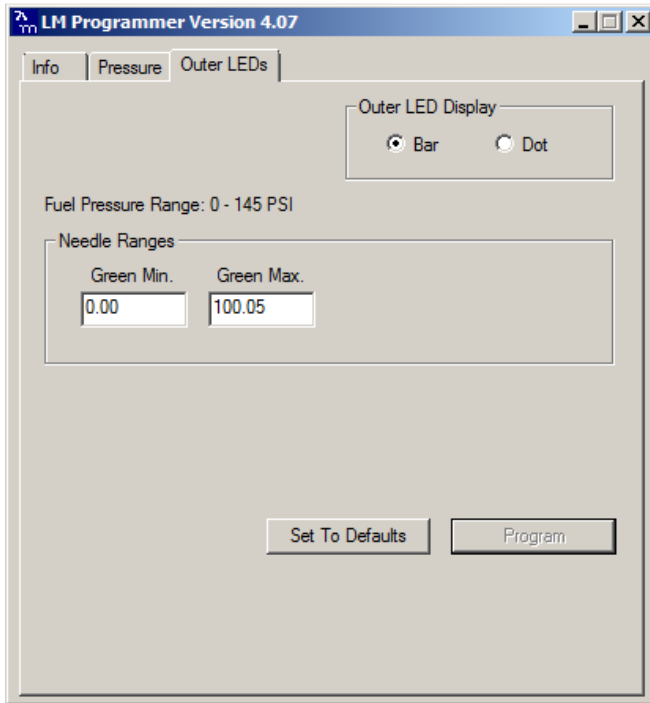 LM Programmer Version 4.07
Info Pressure Outer LEDs
Outer LED Display
Bar Dot
Fuel Pressure Range: 0 - 145 PSI
Needle Ranges
Green Min. Green Max.
0.00 100.05
Set To Defaults Program